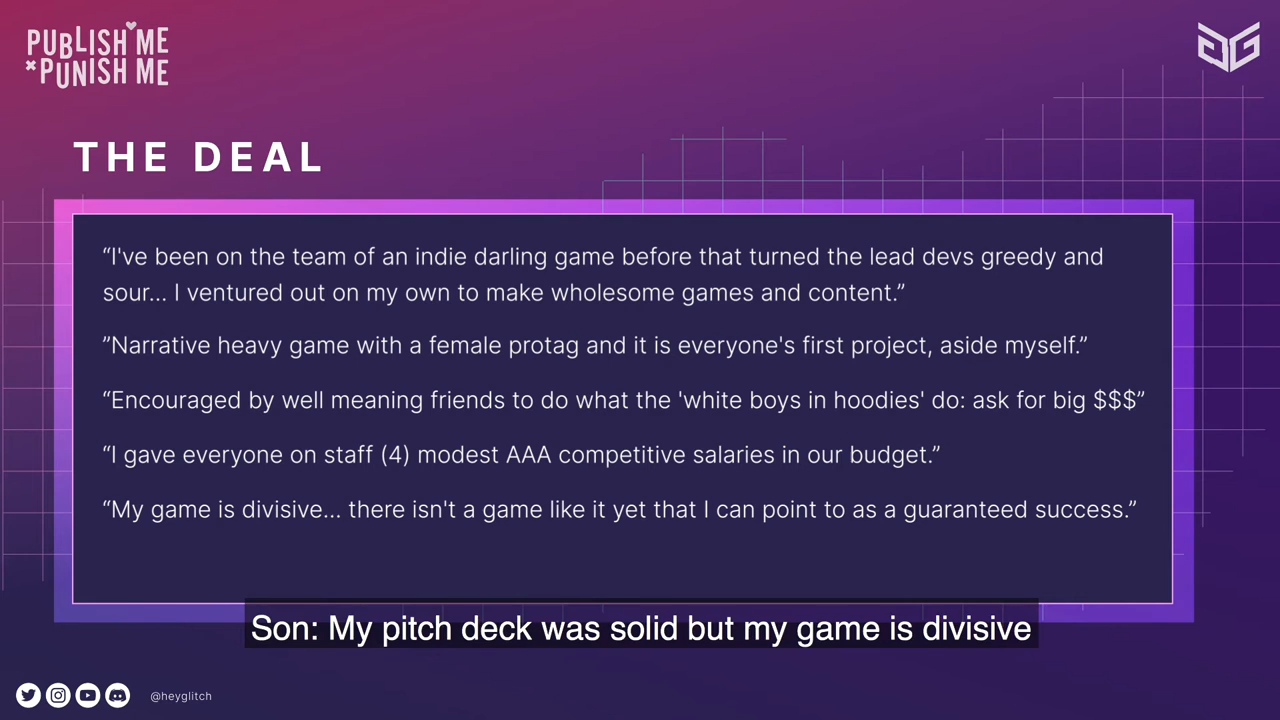 PUBLISH ME
PUNISH ME
THE DEAL
“I've been on the team of an indie darling game before that turned the lead devs greedy and
sour... I ventured out on my own to make wholesome games and content.”
”Narrative heavy game with a female protag and it is everyone's first project, aside myself.”
“Encouraged by well meaning friends to do what the 'white boys in hoodies' do: ask for big $$$”
“I gave everyone on staff (4) modest AAA competitive salaries in our budget.”
“My game is divisive... there isn't a game like it yet that I can point to as a guaranteed success.”
Son: My pitch deck was solid but my game is divisive
@heyglitch